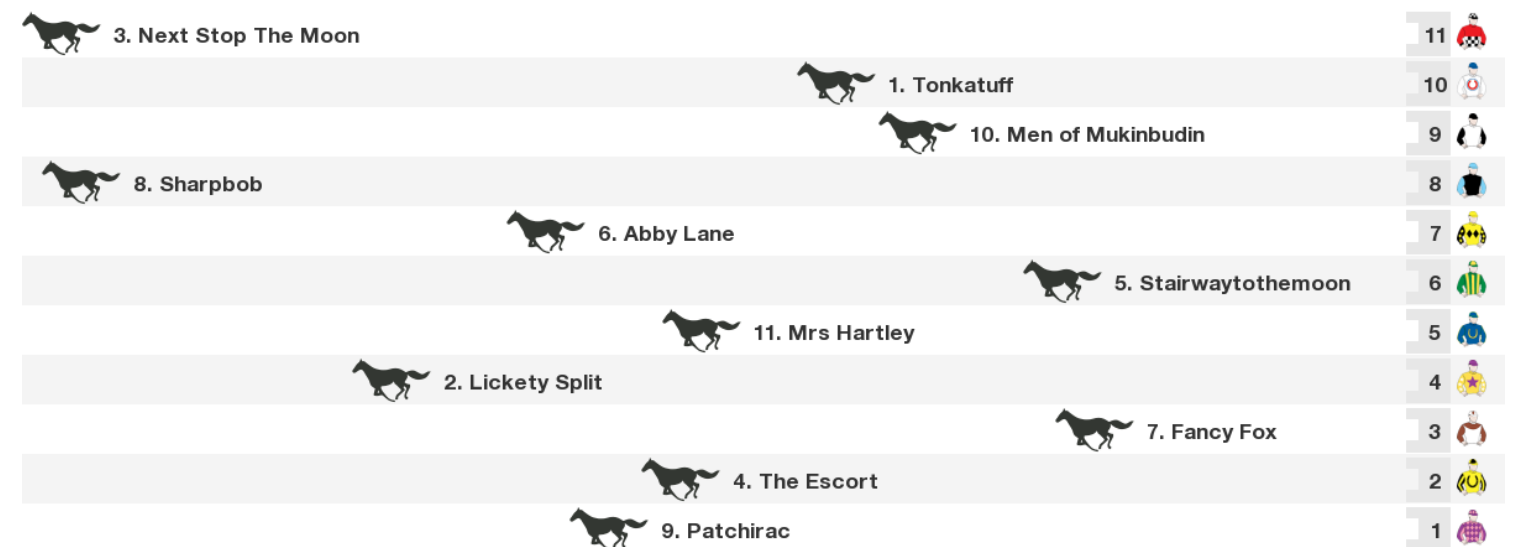 3. Next Stop The Moon 11
1. Tonkatuff 10
10. Men of Mukinbudin 9
8. Sharpbob 8
6. Abby Lane 7
5. Stairwaytothemoon 6
11. Mrs Hartley 5
2. Lickety Split 4
7. Fancy Fox 3
4. The Escort 2
9. Patchirac 1